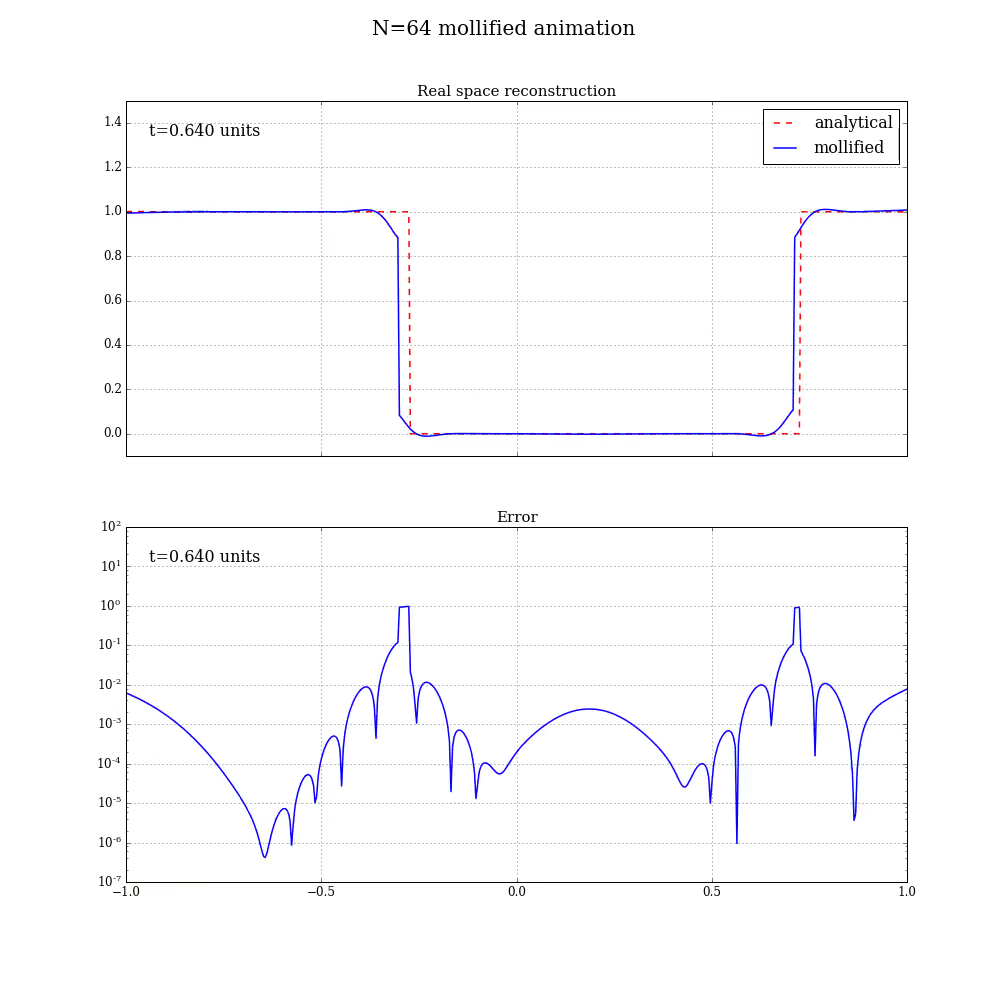 N=64 mollified animation
Real space reconstruction
t=0.640 units
analytical
mollified
1.4
1.2
1.0
0.8
0.6
0.4
0.2
0.0
Error
t=0.640 units
10²
10¹
10⁰
10⁻¹
10⁻²
10⁻³
10⁻⁴
10⁻⁵
10⁻⁶
10⁻⁷
−1.0 −0.5 0.0 0.5 1.0